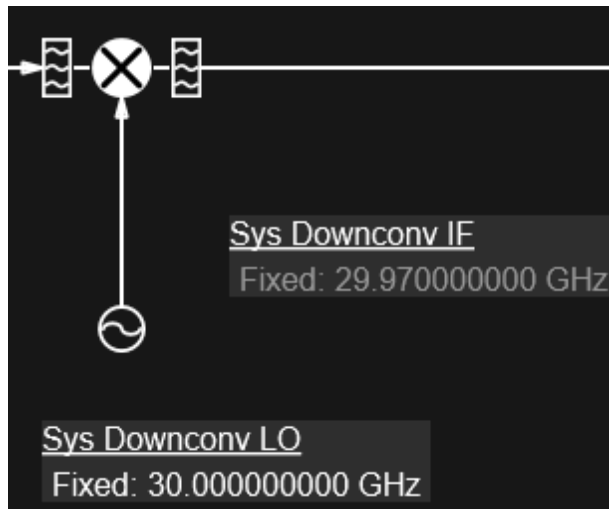 Sys Downconv IF
Fixed: 29.970000000 GHz
Sys Downconv LO
Fixed: 30.000000000 GHz